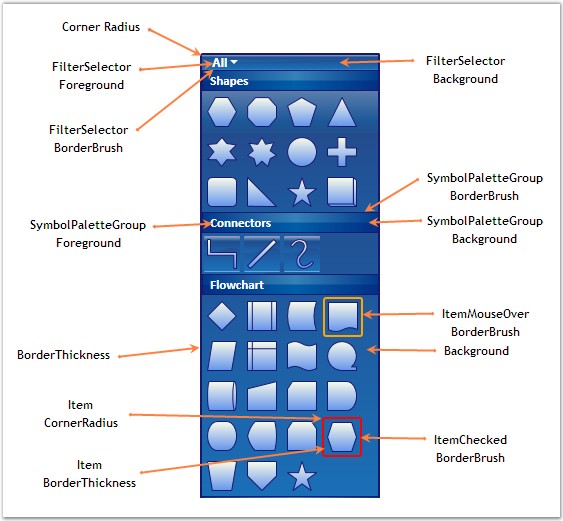 Corner Radius
FilterSelector
Foreground
FilterSelector
BorderBrush
FilterSelector
Background
All
Shapes
SymbolPaletteGroup
BorderBrush
SymbolPaletteGroup
Foreground
Connectors
SymbolPaletteGroup
Background
Flowchart
ItemMouseOver
BorderBrush
BorderThickness
Background
Item
CornerRadius
ItemChecked
BorderBrush
Item
BorderThickness